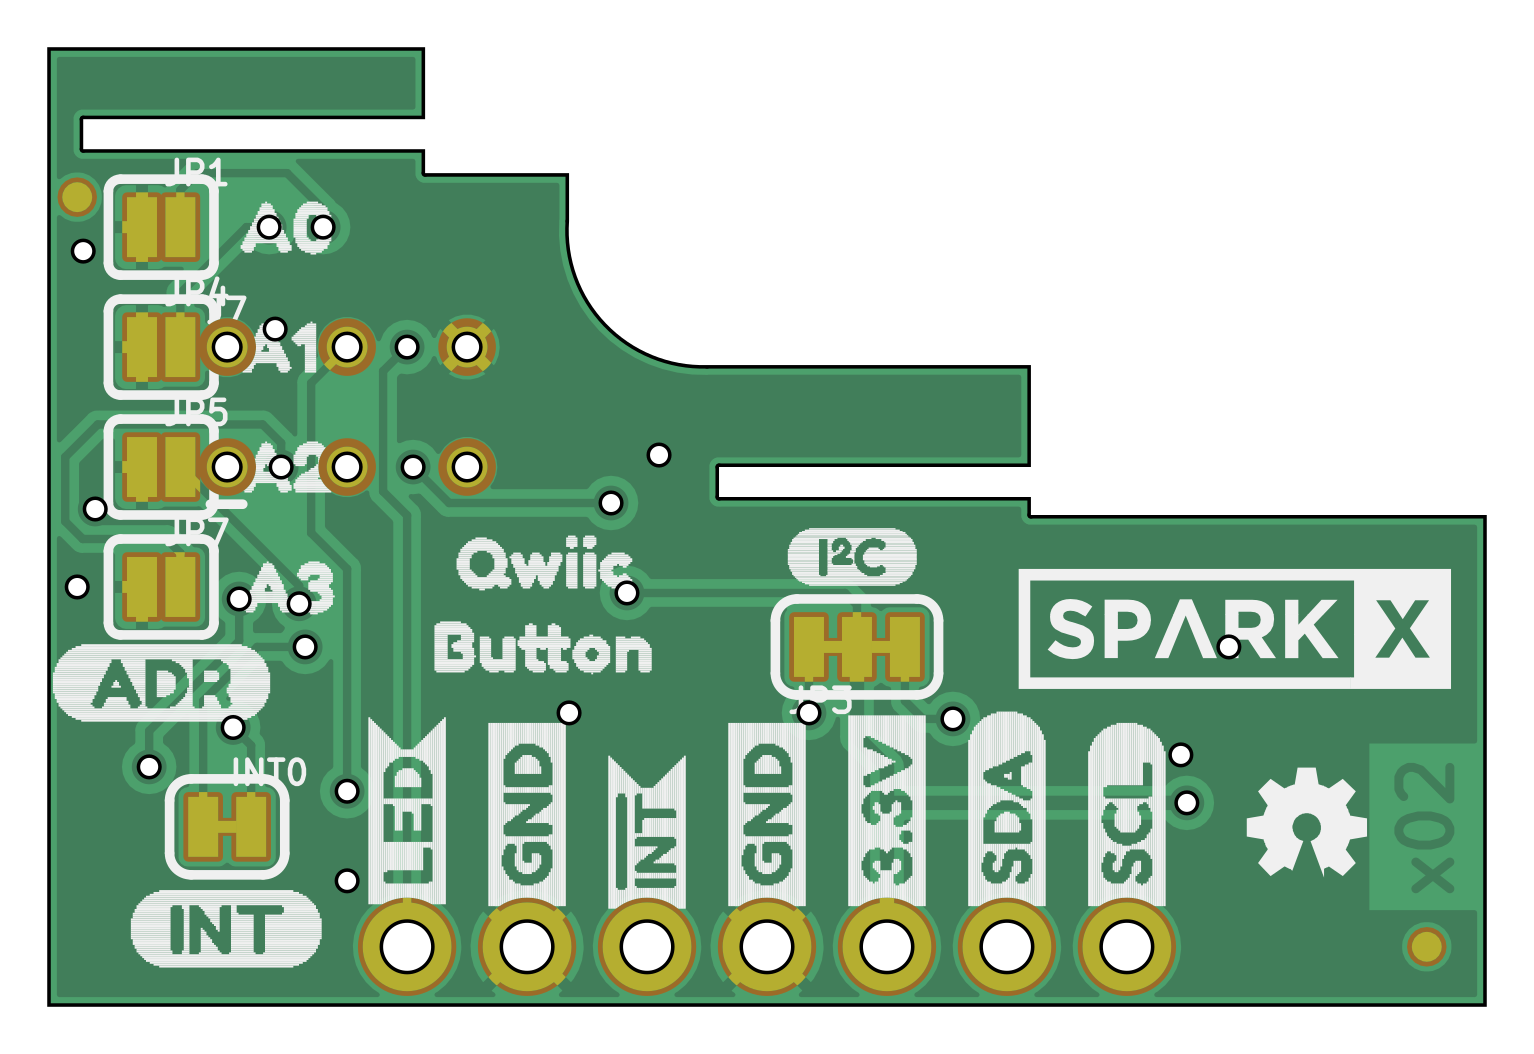 JP1
A0
JP4
7
A1
JP5
A2
JP7
A3
Qwiic
Button
I²C
JP3
SPARK X
ADR
INT0
INT
LED
GND
INT
GND
3.3V
SDA
SCL
x02